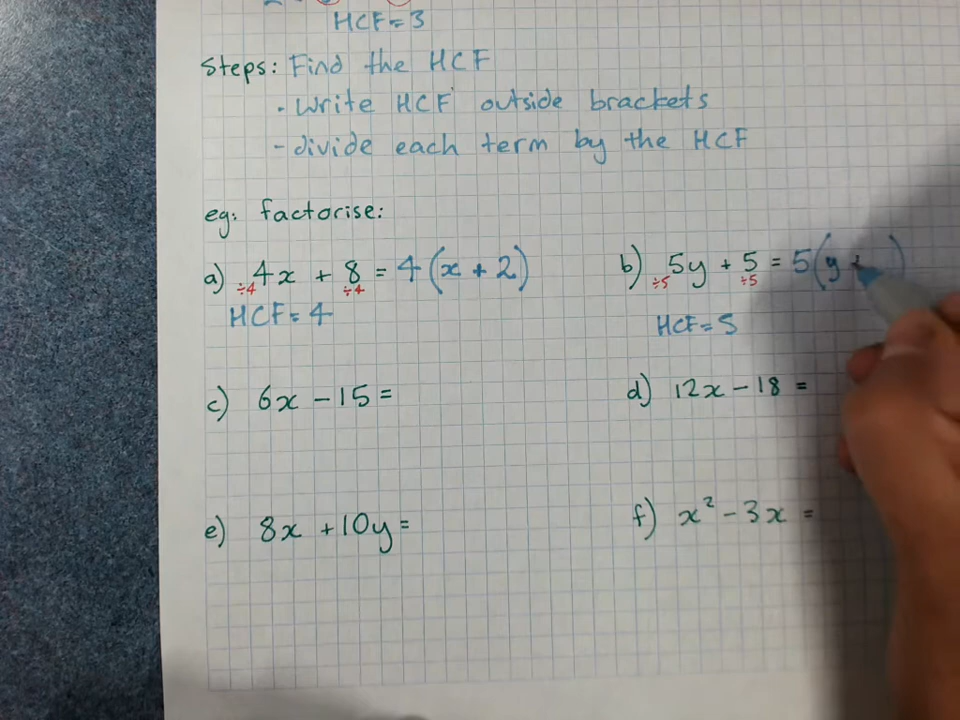 HCF = 3
Steps: Find the HCF
· Write HCF outside brackets
- divide each term by the HCF
eg: factorise:
a) 4x + 8 = 4(x + 2)
÷4 ÷4
HCF = 4
b) 5y + 5 = 5(y + )
÷5 ÷5
HCF = 5
c) 6x - 15 =
d) 12x - 18 =
e) 8x + 10y =
f) x² - 3x =